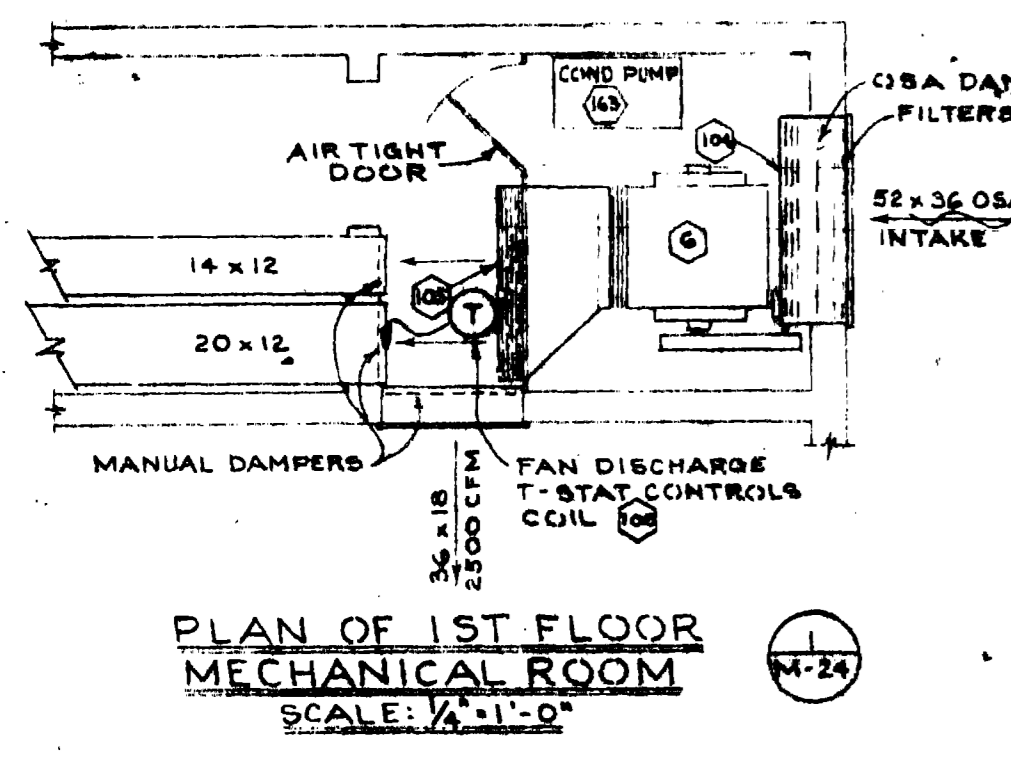 COND PUMP
163
OSA
FILTERS
104
AIR TIGHT
DOOR
52 x 36 OSA
INTAKE
6
14 x 12
105
T
20 x 12
MANUAL DAMPERS
FAN DISCHARGE
T-STAT CONTROLS
COIL
36 x 18
2500 CFM
PLAN OF 1ST FLOOR
MECHANICAL ROOM
SCALE: 1/4" = 1'-0"
1
M-24